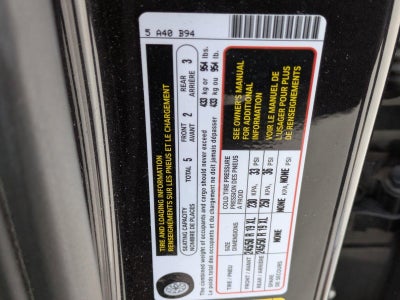 5 A40 B94
TIRE AND LOADING INFORMATION
RENSEIGNEMENTS SUR LES PNEUS ET LE CHARGEMENT
SEATING CAPACITY
NOMBRE DE PLACES
TOTAL 5
FRONT
AVANT 2
REAR
ARRIÈRE 3
The combined weight of occupants and cargo should never exceed 433 kg or 954 lbs.
Le poids total des occupants et du chargement ne doit jamais dépasser 433 kg ou 954 lb.
TIRE / PNEU
SIZE
DIMENSIONS
COLD TIRE PRESSURE
PRESSION DES PNEUS
FRONT / AVANT 245/50 R 19 XL 230 KPA, 33 PSI
REAR / ARRIÈRE 245/50 R 19 XL 250 KPA, 36 PSI
SPARE
DE SECOURS NONE NONE KPA, NONE PSI
SEE OWNERS MANUAL
FOR ADDITIONAL
INFORMATION
VOIR LE MANUEL DE
L'USAGER POUR PLUS
DE RENSEIGNEMENTS